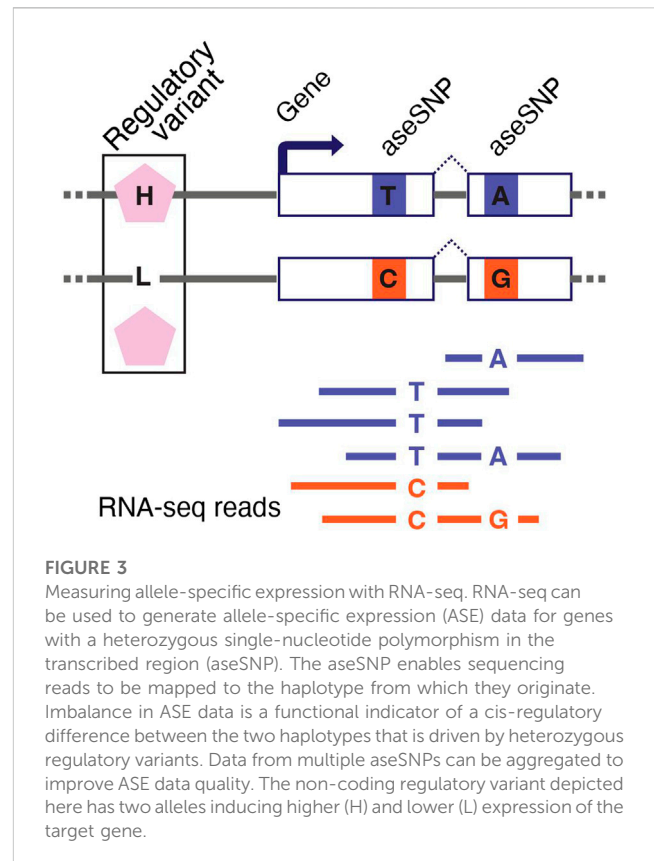 Regulatory
variant
Gene
aseSNP
aseSNP
H
T
A
L
C
G
A
T
T
T A
C
RNA-seq reads
C G
FIGURE 3
Measuring allele-specific expression with RNA-seq. RNA-seq can
be used to generate allele-specific expression (ASE) data for genes
with a heterozygous single-nucleotide polymorphism in the
transcribed region (aseSNP). The aseSNP enables sequencing
reads to be mapped to the haplotype from which they originate.
Imbalance in ASE data is a functional indicator of a cis-regulatory
difference between the two haplotypes that is driven by heterozygous
regulatory variants. Data from multiple aseSNPs can be aggregated to
improve ASE data quality. The non-coding regulatory variant depicted
here has two alleles inducing higher (H) and lower (L) expression of the
target gene.